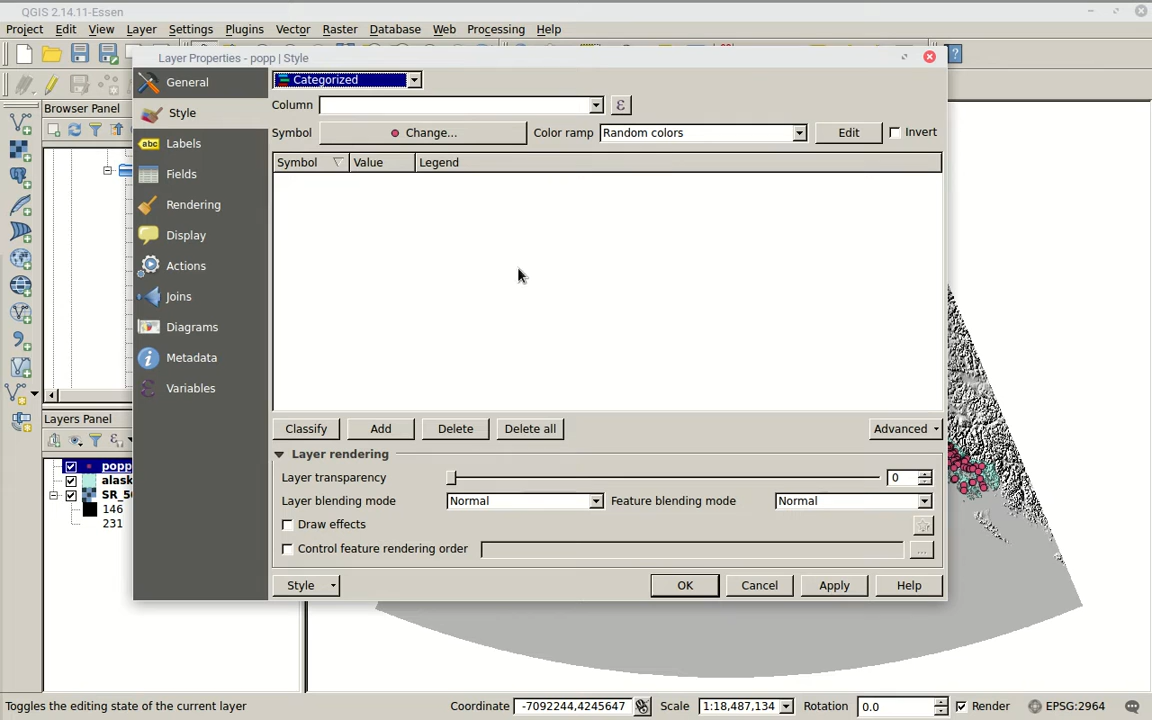 QGIS 2.14.11-Essen
Project Edit View Layer Settings Plugins Vector Raster Database Web Processing Help
Layer Properties - popp | Style
Browser Panel
General
Style
Labels
Fields
Rendering
Display
Actions
Joins
Diagrams
Metadata
Variables
Categorized
Column ε
Symbol Change... Color ramp Random colors Edit Invert
Symbol Value Legend
Classify Add Delete Delete all Advanced
Layer rendering
Layer transparency 0
Layer blending mode Normal Feature blending mode Normal
Draw effects
Control feature rendering order ...
Style OK Cancel Apply Help
Layers Panel
popp
alask
SR_50
146
231
Toggles the editing state of the current layer Coordinate -7092244,4245647 Scale 1:18,487,134 Rotation 0.0 Render EPSG:2964